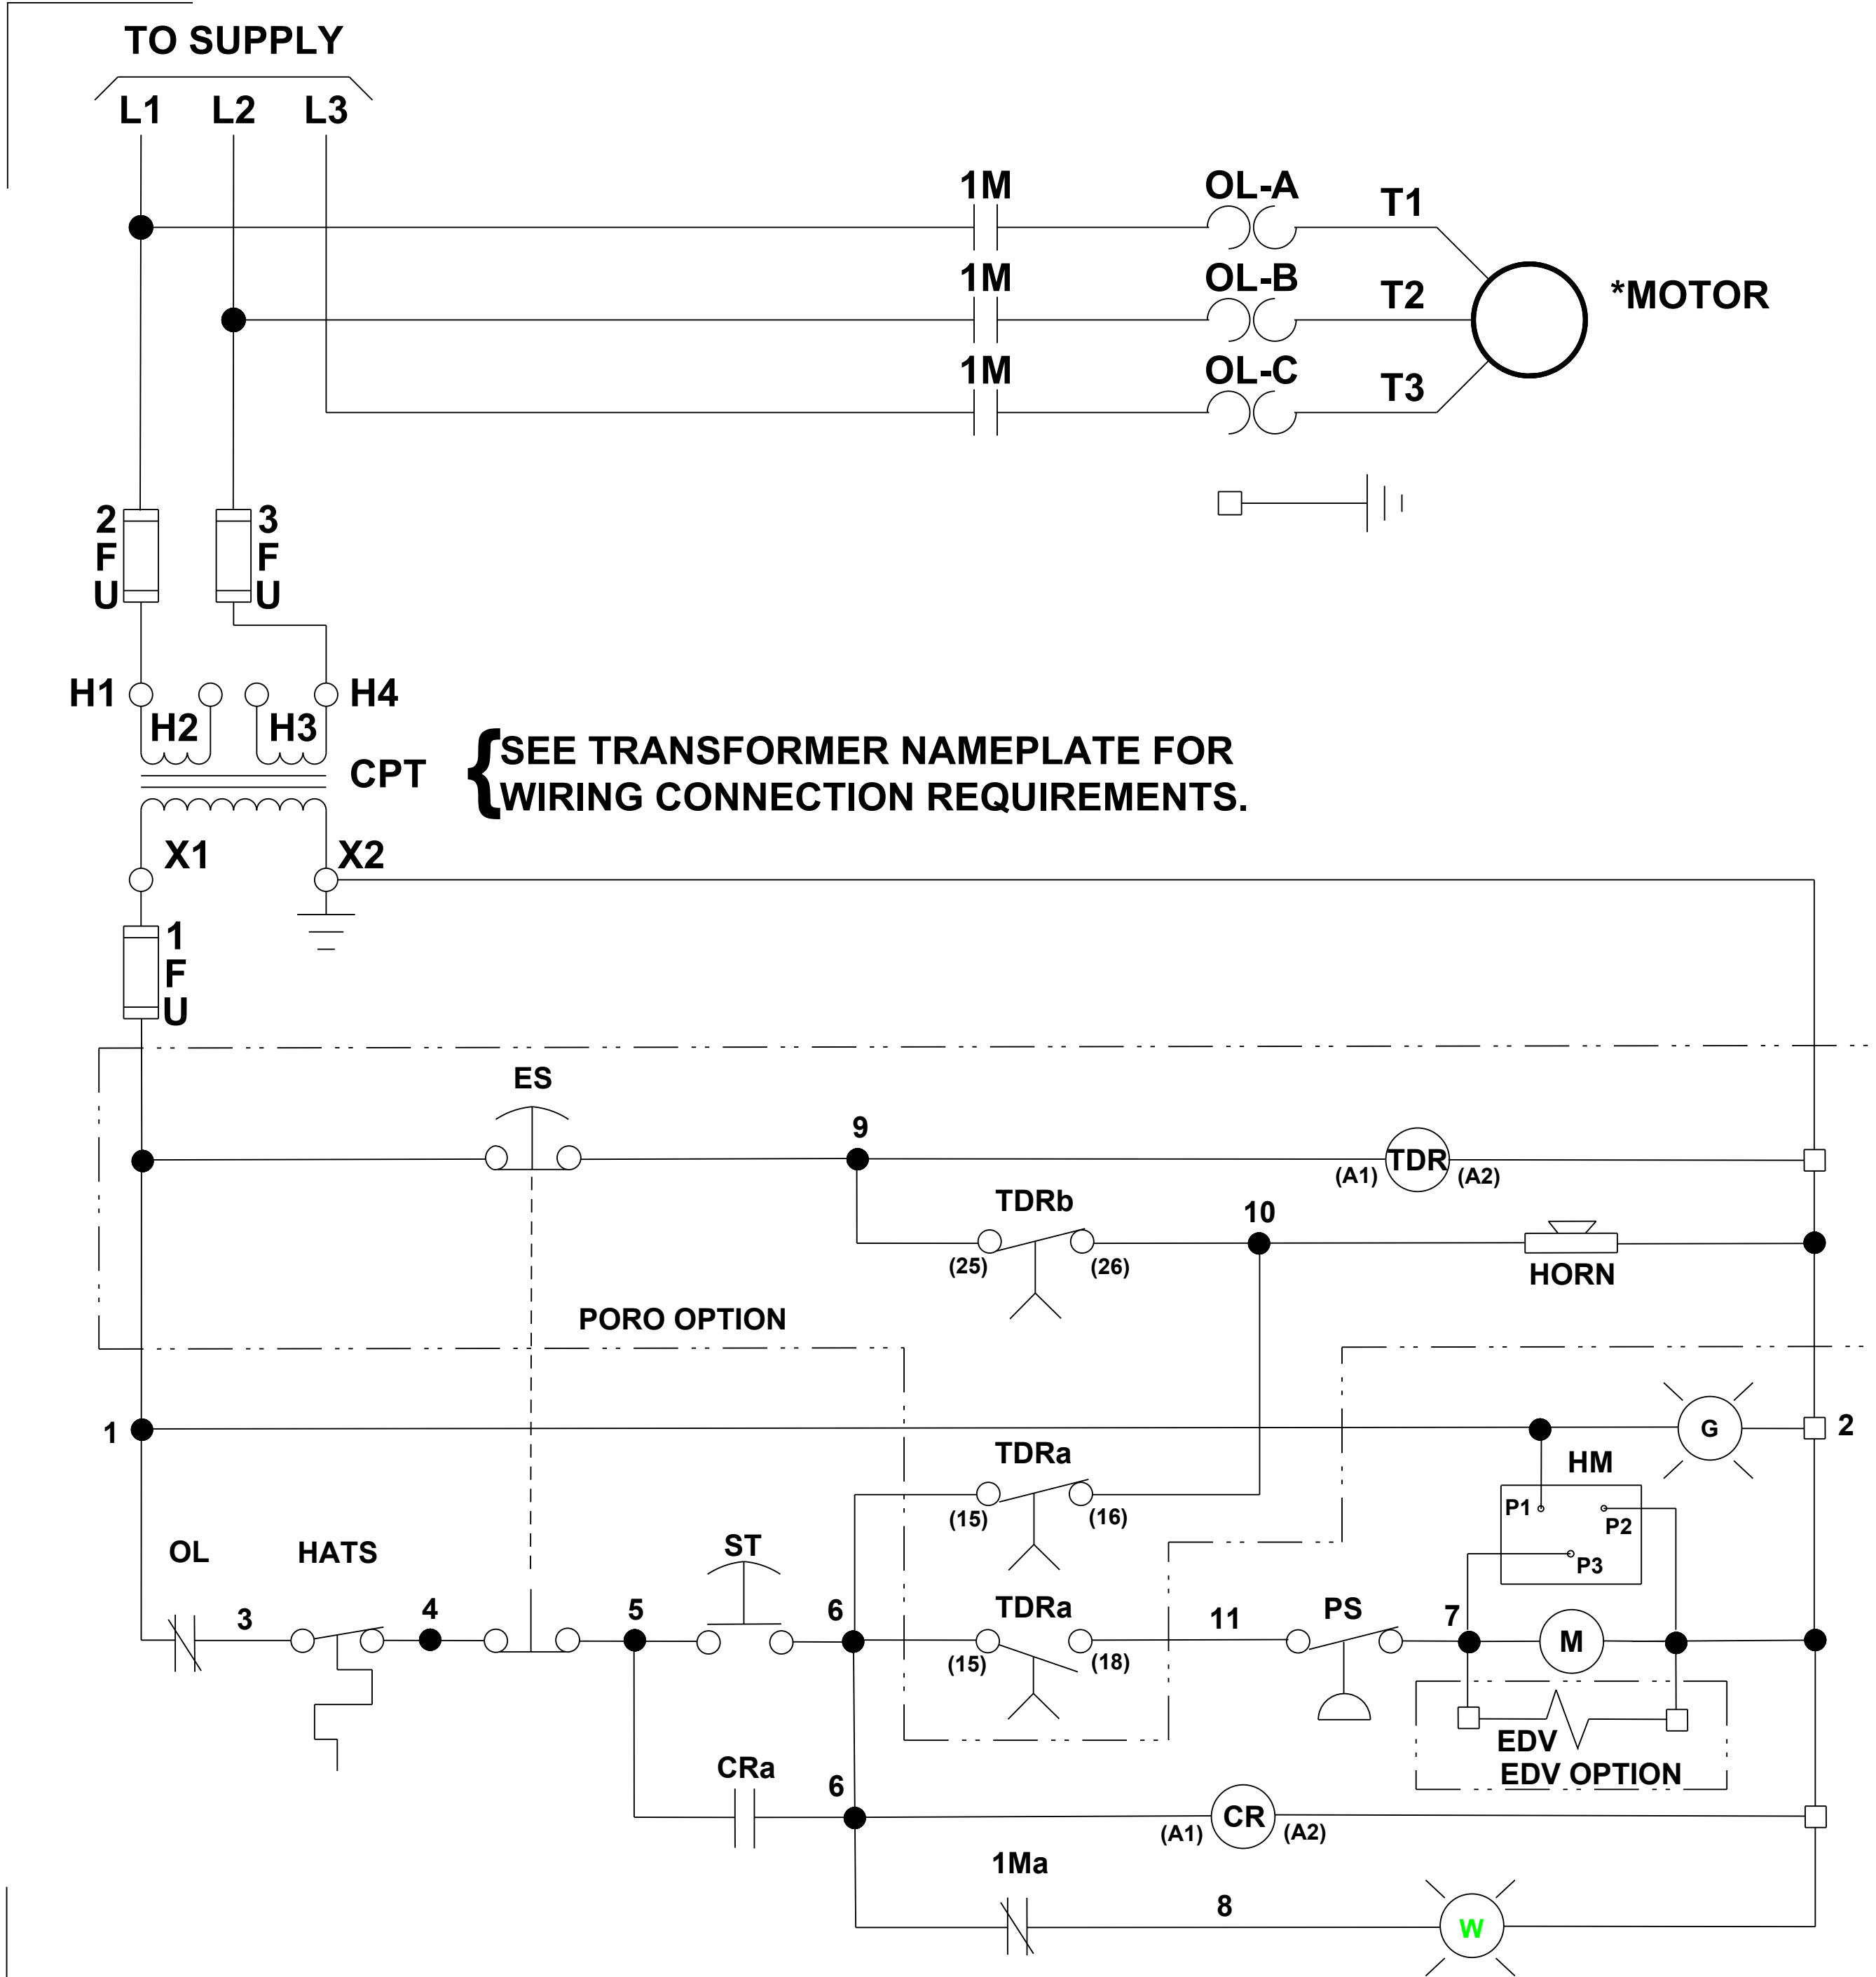 TO SUPPLY
L1 L2 L3
1M OL-A T1
1M OL-B T2 *MOTOR
1M OL-C T3
2FU 3FU
H1 H2 H3 H4
CPT { SEE TRANSFORMER NAMEPLATE FOR
WIRING CONNECTION REQUIREMENTS.
X1 X2
1FU
ES
9
(A1) TDR (A2)
TDRb
10
(25) (26)
HORN
PORO OPTION
1 G 2
TDRa
HM
(15) (16)
P1 P2
P3
OL HATS ST
3 4 5 6
TDRa
11 PS 7 M
(15) (18)
EDV
EDV OPTION
CRa
6
(A1) CR (A2)
1Ma
8 W